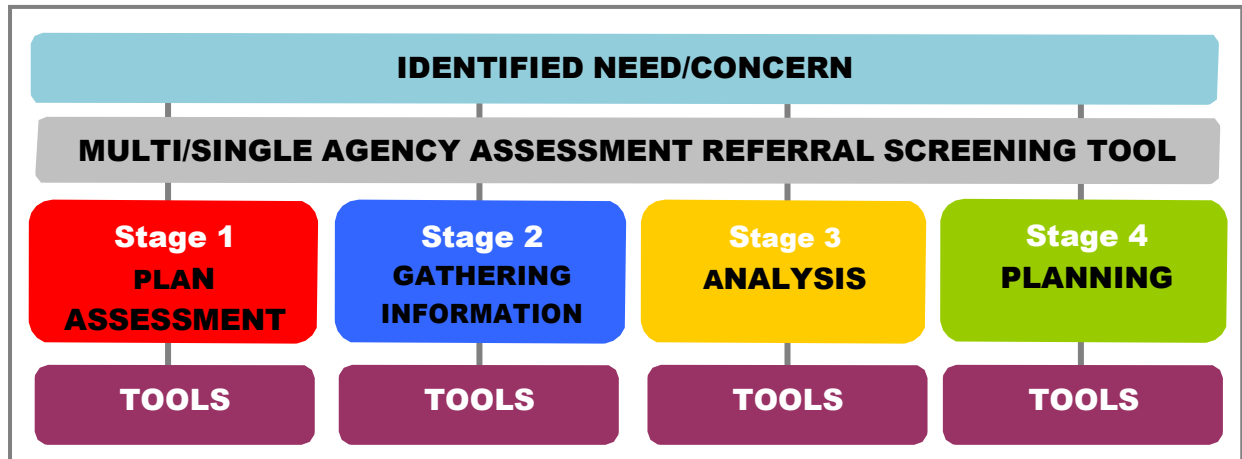 IDENTIFIED NEED/CONCERN
MULTI/SINGLE AGENCY ASSESSMENT REFERRAL SCREENING TOOL
Stage 1
PLAN
ASSESSMENT
Stage 2
GATHERING
INFORMATION
Stage 3
ANALYSIS
Stage 4
PLANNING
TOOLS
TOOLS
TOOLS
TOOLS